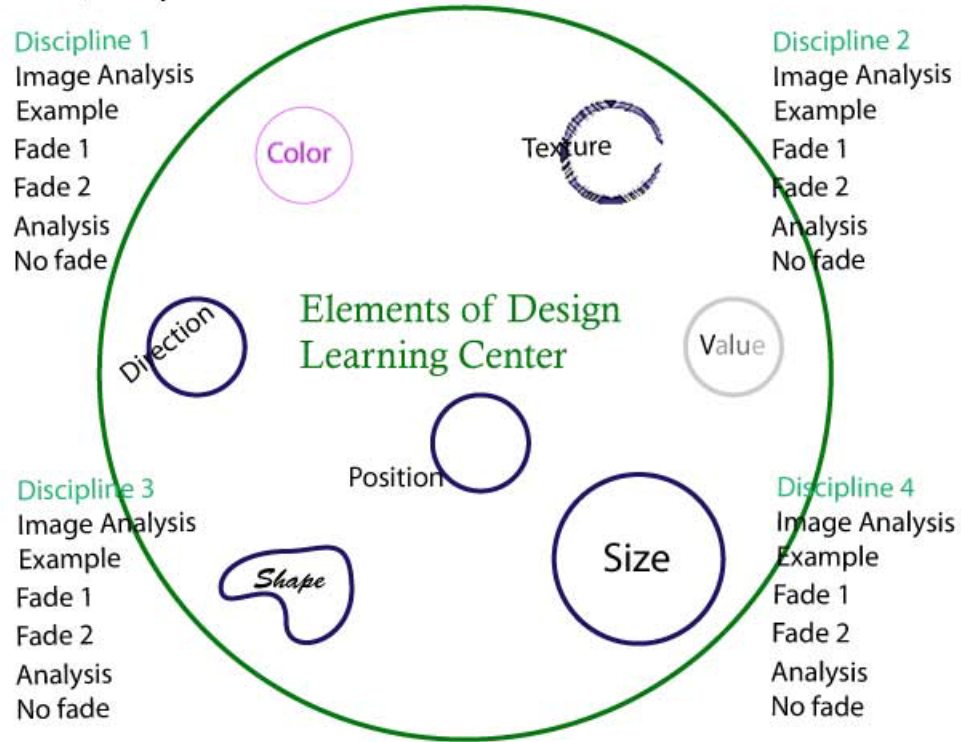 Discipline 1
Image Analysis
Example
Fade 1
Fade 2
Analysis
No fade
Discipline 2
Image Analysis
Example
Fade 1
Fade 2
Analysis
No fade
Color
Texture
Direction
Elements of Design
Learning Center
Value
Position
Shape
Size
Discipline 3
Image Analysis
Example
Fade 1
Fade 2
Analysis
No fade
Discipline 4
Image Analysis
Example
Fade 1
Fade 2
Analysis
No fade